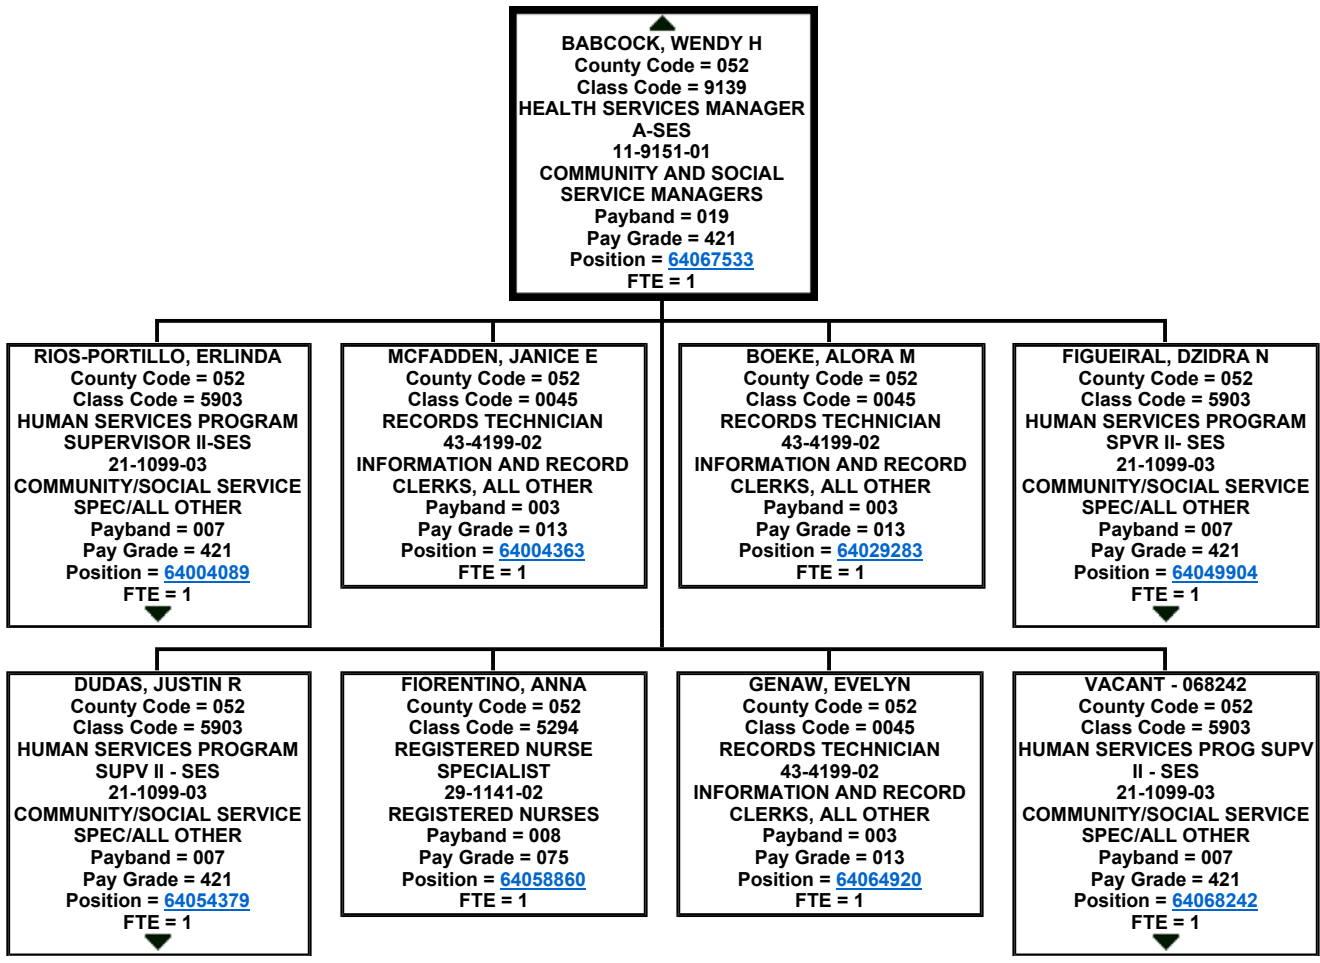 BABCOCK, WENDY H
County Code = 052
Class Code = 9139
HEALTH SERVICES MANAGER
A-SES
11-9151-01
COMMUNITY AND SOCIAL
SERVICE MANAGERS
Payband = 019
Pay Grade = 421
Position = 64067533
FTE = 1
RIOS-PORTILLO, ERLINDA
County Code = 052
Class Code = 5903
HUMAN SERVICES PROGRAM
SUPERVISOR II-SES
21-1099-03
COMMUNITY/SOCIAL SERVICE
SPEC/ALL OTHER
Payband = 007
Pay Grade = 421
Position = 64004089
FTE = 1
MCFADDEN, JANICE E
County Code = 052
Class Code = 0045
RECORDS TECHNICIAN
43-4199-02
INFORMATION AND RECORD
CLERKS, ALL OTHER
Payband = 003
Pay Grade = 013
Position = 64004363
FTE = 1
BOEKE, ALORA M
County Code = 052
Class Code = 0045
RECORDS TECHNICIAN
43-4199-02
INFORMATION AND RECORD
CLERKS, ALL OTHER
Payband = 003
Pay Grade = 013
Position = 64029283
FTE = 1
FIGUEIRAL, DZIDRA N
County Code = 052
Class Code = 5903
HUMAN SERVICES PROGRAM
SPVR II- SES
21-1099-03
COMMUNITY/SOCIAL SERVICE
SPEC/ALL OTHER
Payband = 007
Pay Grade = 421
Position = 64049904
FTE = 1
DUDAS, JUSTIN R
County Code = 052
Class Code = 5903
HUMAN SERVICES PROGRAM
SUPV II - SES
21-1099-03
COMMUNITY/SOCIAL SERVICE
SPEC/ALL OTHER
Payband = 007
Pay Grade = 421
Position = 64054379
FTE = 1
FIORENTINO, ANNA
County Code = 052
Class Code = 5294
REGISTERED NURSE
SPECIALIST
29-1141-02
REGISTERED NURSES
Payband = 008
Pay Grade = 075
Position = 64058860
FTE = 1
GENAW, EVELYN
County Code = 052
Class Code = 0045
RECORDS TECHNICIAN
43-4199-02
INFORMATION AND RECORD
CLERKS, ALL OTHER
Payband = 003
Pay Grade = 013
Position = 64064920
FTE = 1
VACANT - 068242
County Code = 052
Class Code = 5903
HUMAN SERVICES PROG SUPV
II - SES
21-1099-03
COMMUNITY/SOCIAL SERVICE
SPEC/ALL OTHER
Payband = 007
Pay Grade = 421
Position = 64068242
FTE = 1